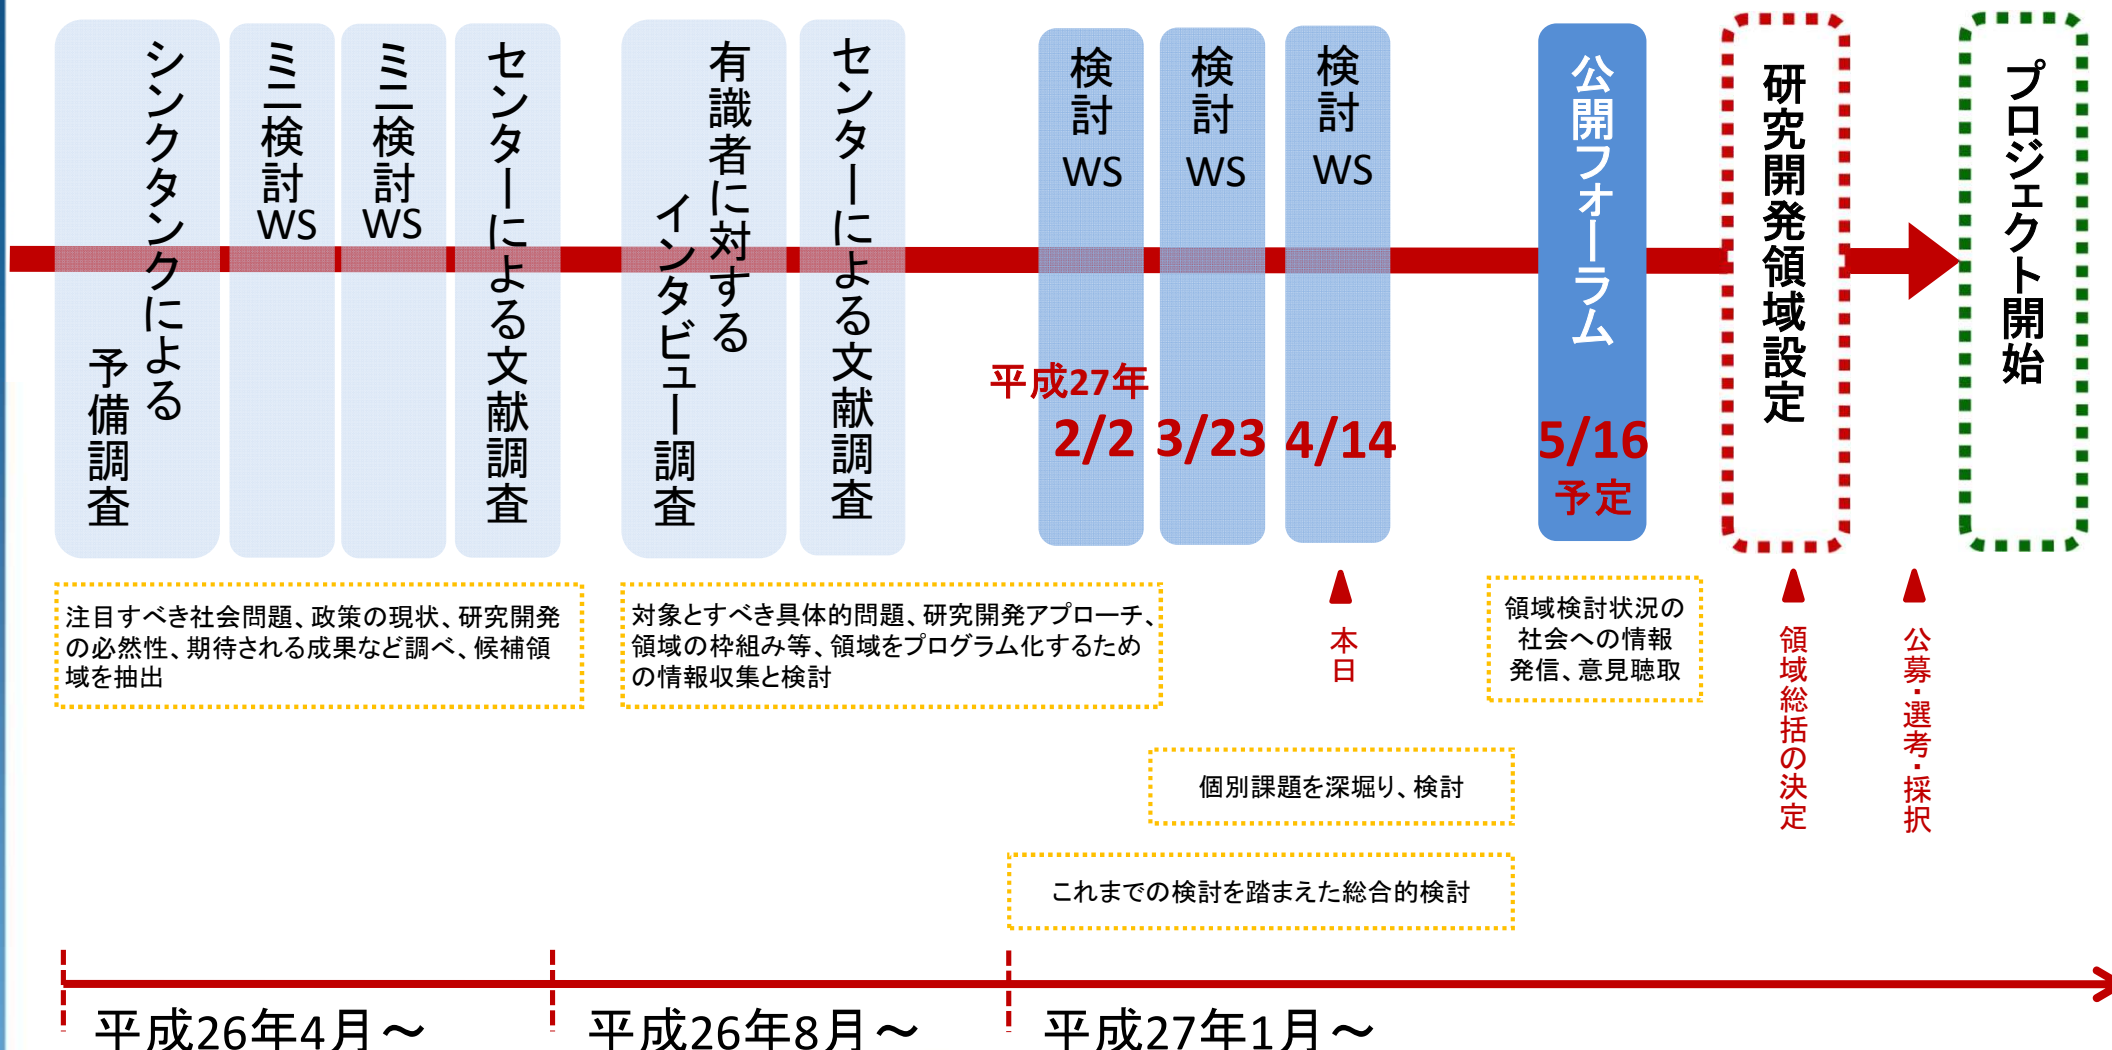 シンクタンクによる
予備調査
ミニ検討WS
ミニ検討WS
センターによる文献調査
有識者に対する
インタビュー調査
センターによる文献調査
検討WS
検討WS
検討WS
公開フォーラム
研究開発領域設定
プロジェクト開始
平成27年
2/2
3/23
4/14
5/16
予定
注目すべき社会問題、政策の現状、研究開発
の必然性、期待される成果など調べ、候補領
域を抽出
対象とすべき具体的問題、研究開発アプローチ、
領域の枠組み等、領域をプログラム化するため
の情報収集と検討
本日
領域検討状況の
社会への情報
発信、意見聴取
領域総括の決定
公募・選考・採択
個別課題を深堀り、検討
これまでの検討を踏まえた総合的検討
平成26年4月～
平成26年8月～
平成27年1月～